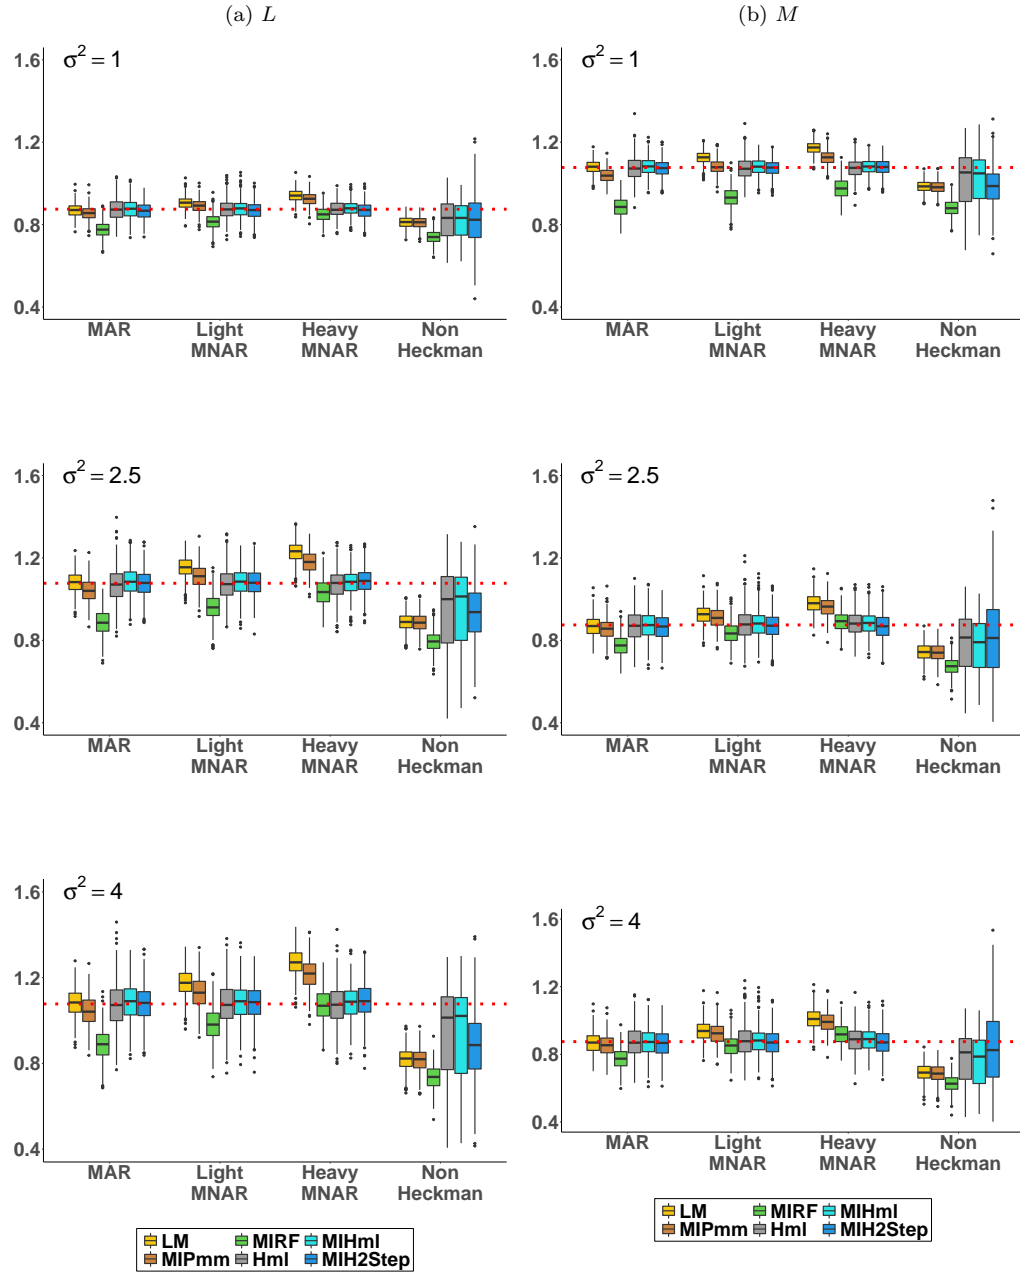 (a) L
(b) M
σ² = 1
1.6
1.2
0.8
0.4
MAR Light Heavy Non
MNAR MNAR Heckman
σ² = 1
1.6
1.2
0.8
0.4
MAR Light Heavy Non
MNAR MNAR Heckman
σ² = 2.5
1.6
1.2
0.8
0.4
MAR Light Heavy Non
MNAR MNAR Heckman
σ² = 2.5
1.6
1.2
0.8
0.4
MAR Light Heavy Non
MNAR MNAR Heckman
σ² = 4
1.6
1.2
0.8
0.4
MAR Light Heavy Non
MNAR MNAR Heckman
LM MIRF MIHml
MIPmm Hml MIH2Step
σ² = 4
1.6
1.2
0.8
0.4
MAR Light Heavy Non
MNAR MNAR Heckman
LM MIRF MIHml
MIPmm Hml MIH2Step